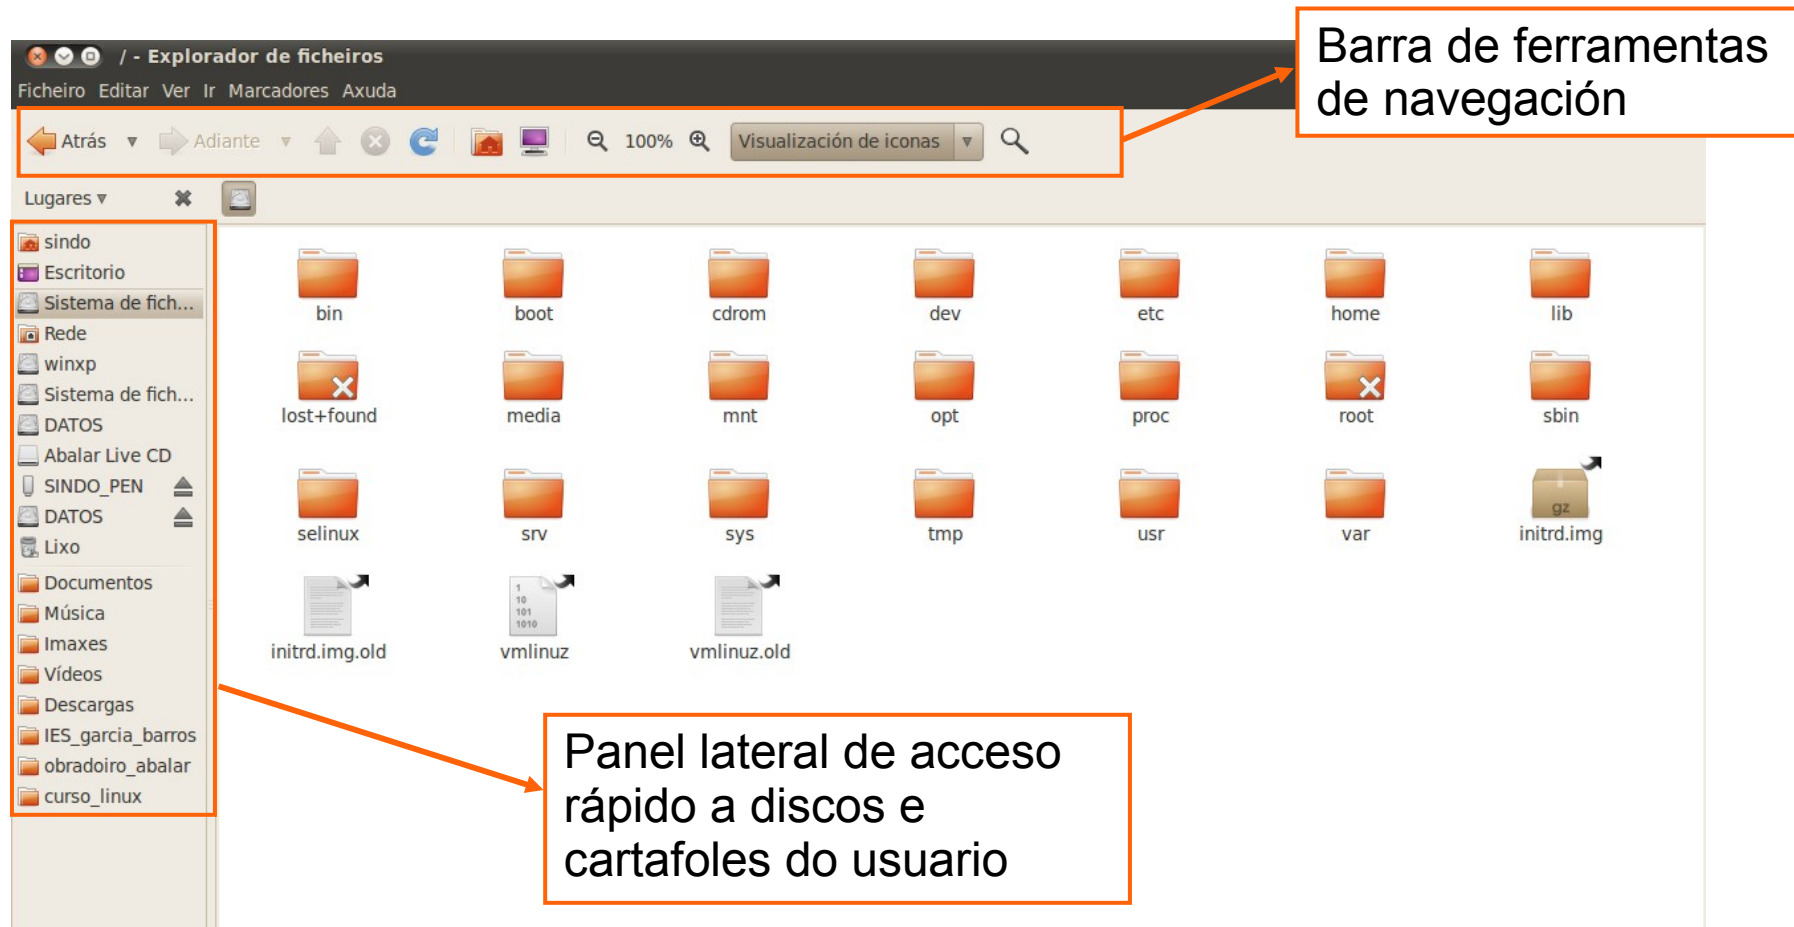 Barra de ferramentas
de navegación
/ - Explorador de ficheiros
Ficheiro Editar Ver Ir Marcadores Axuda
Atrás Adiante 100% Visualización de iconas
Lugares
sindo
Escritorio
Sistema de fich...
Rede
winxp
Sistema de fich...
DATOS
Abalar Live CD
SINDO_PEN
DATOS
Lixo
Documentos
Música
Imaxes
Vídeos
Descargas
IES_garcia_barros
obradoiro_abalar
curso_linux
bin boot cdrom dev etc home lib
lost+found media mnt opt proc root sbin
gz
selinux srv sys tmp usr var initrd.img
1
10
101
1010
initrd.img.old vmlinuz vmlinuz.old
Panel lateral de acceso
rápido a discos e
cartafoles do usuario